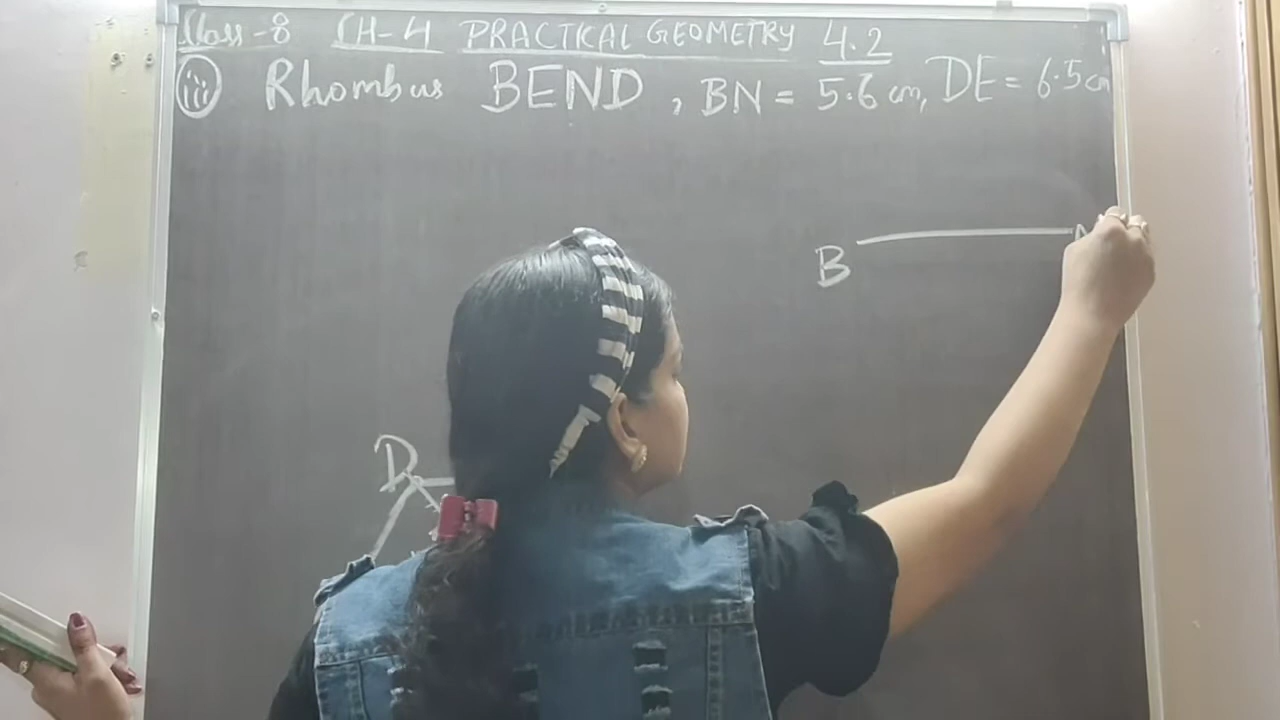 Class-8 CH-4 PRACTICAL GEOMETRY 4.2
(iii) Rhombus BEND, BN = 5.6 cm, DE = 6.5cm
B
D